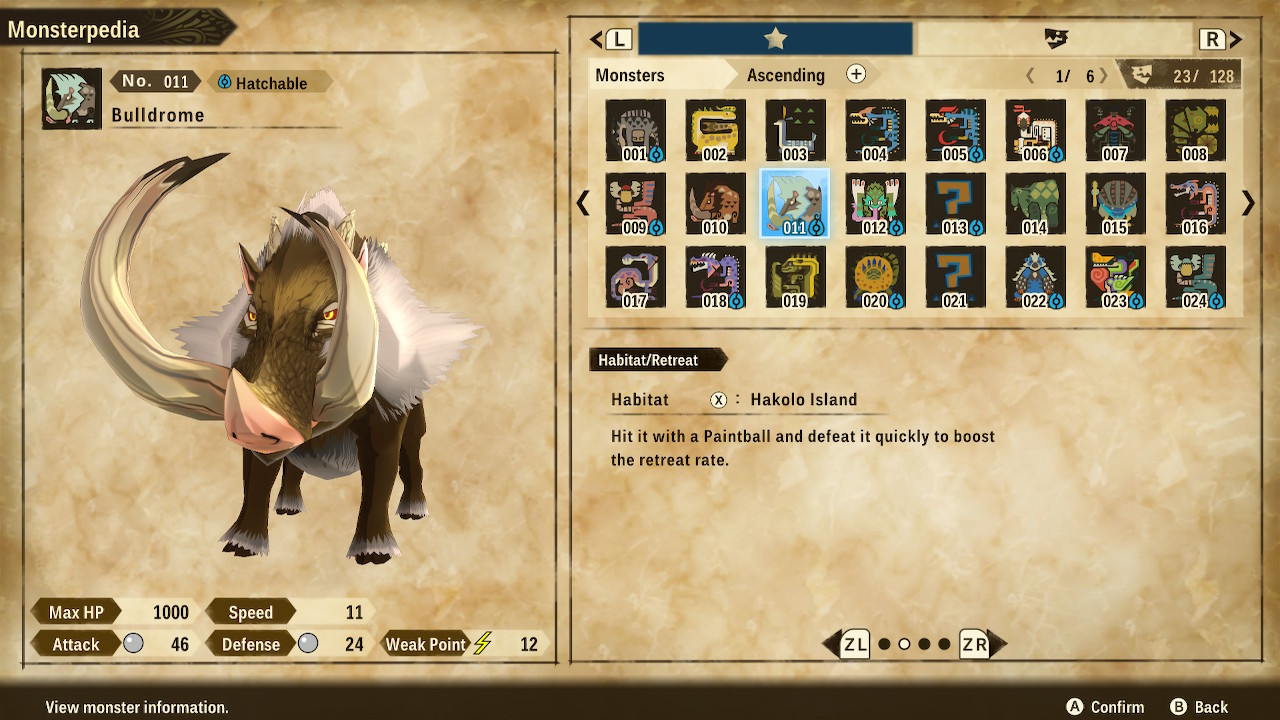 Monsterpedia
No. 011
Hatchable
Bulldrome
Max HP 1000
Speed 11
Attack 46
Defense 24
Weak Point 12
L
R
Monsters
Ascending
1/ 6
23/ 128
001 002 003 004 005 006 007 008
009 010 011 012 013 014 015 016
017 018 019 020 021 022 023 024
Habitat/Retreat
Habitat X : Hakolo Island
Hit it with a Paintball and defeat it quickly to boost
the retreat rate.
ZL ZR
View monster information.
A Confirm B Back